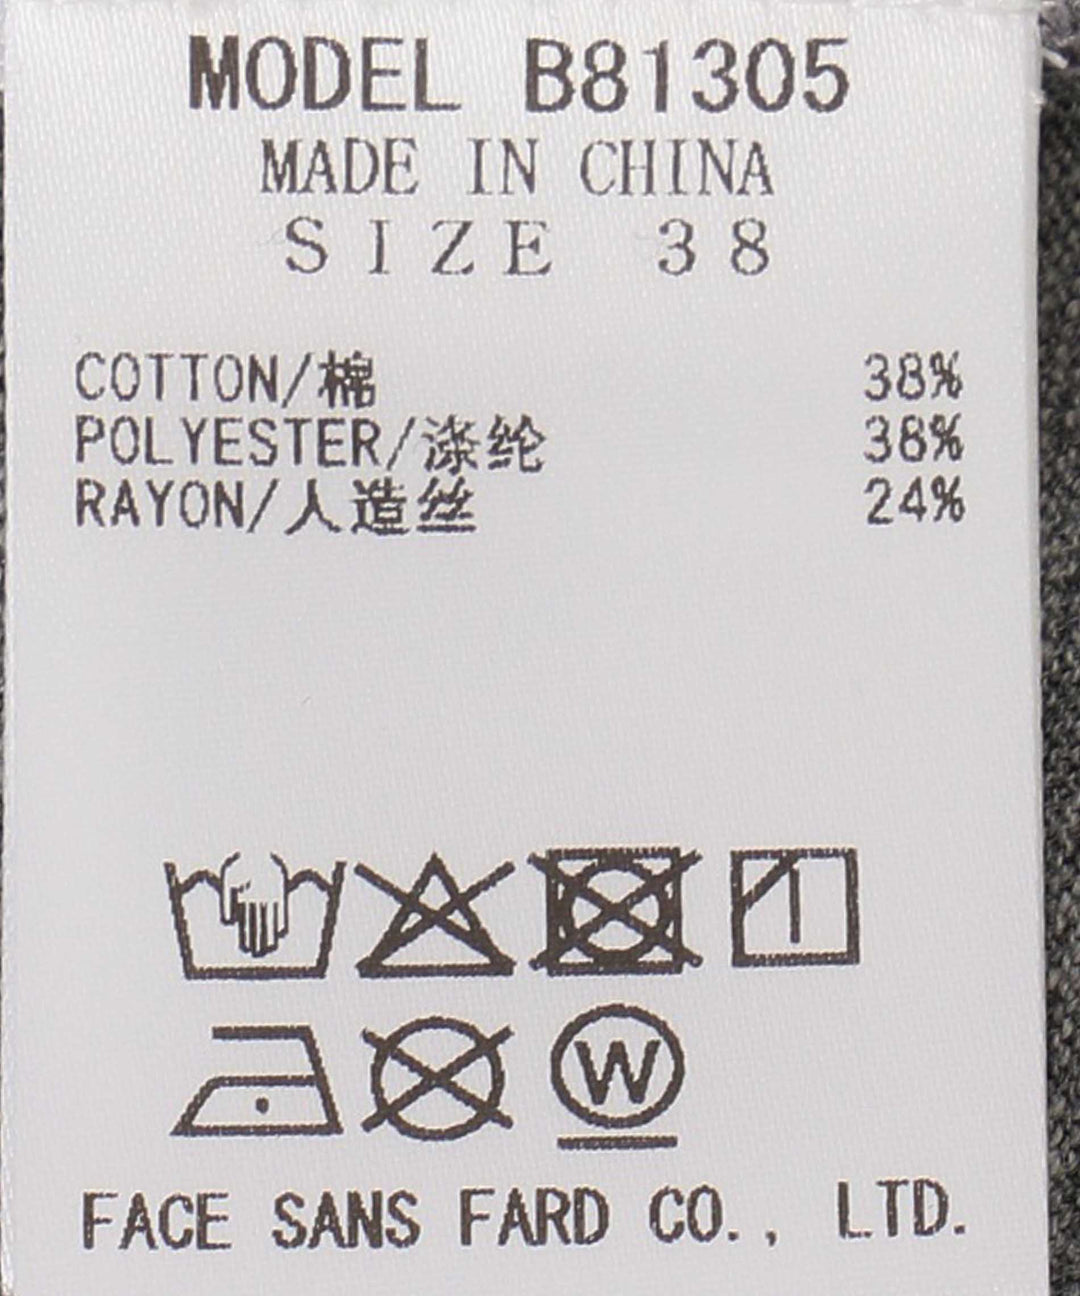 MODEL B81305
MADE IN CHINA
SIZE 38
COTTON/棉 38%
POLYESTER/涤纶 38%
RAYON/人造丝 24%
W
FACE SANS FARD CO., LTD.